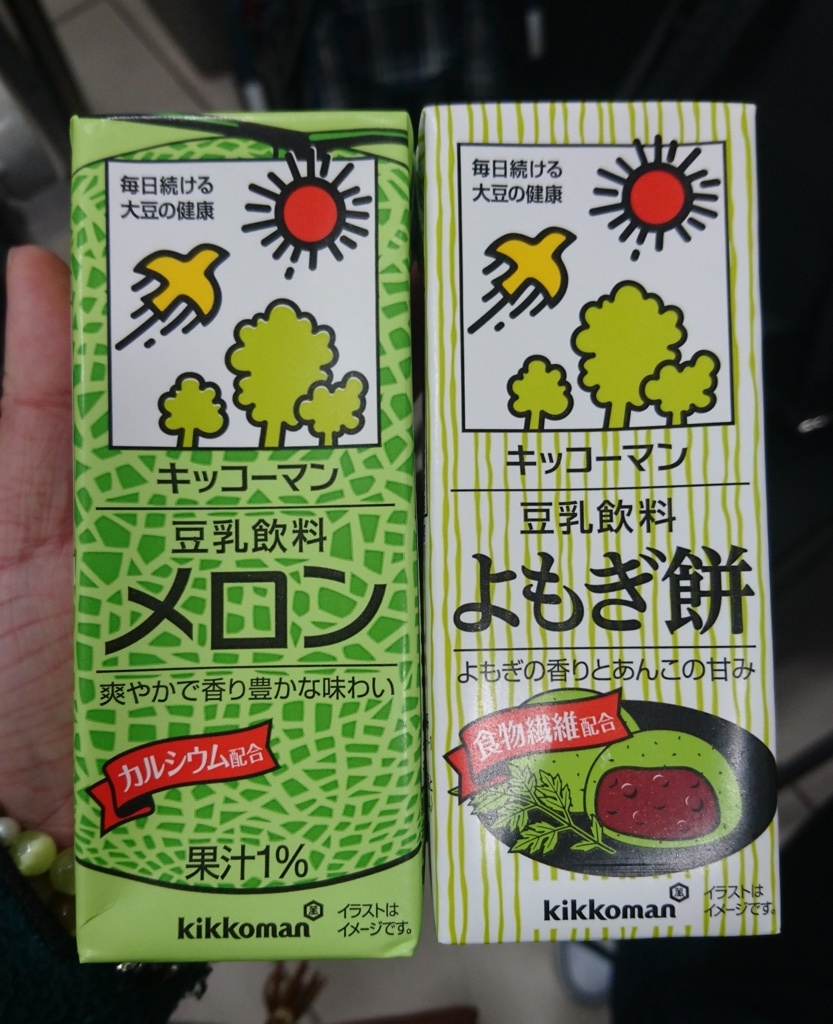 毎日続ける
大豆の健康
キッコーマン
豆乳飲料
メロン
爽やかで香り豊かな味わい
カルシウム配合
果汁1%
kikkoman
イラストは
イメージです。
毎日続ける
大豆の健康
キッコーマン
豆乳飲料
よもぎ餅
よもぎの香りとあんこの甘み
食物繊維配合
kikkoman
イラストは
イメージです。